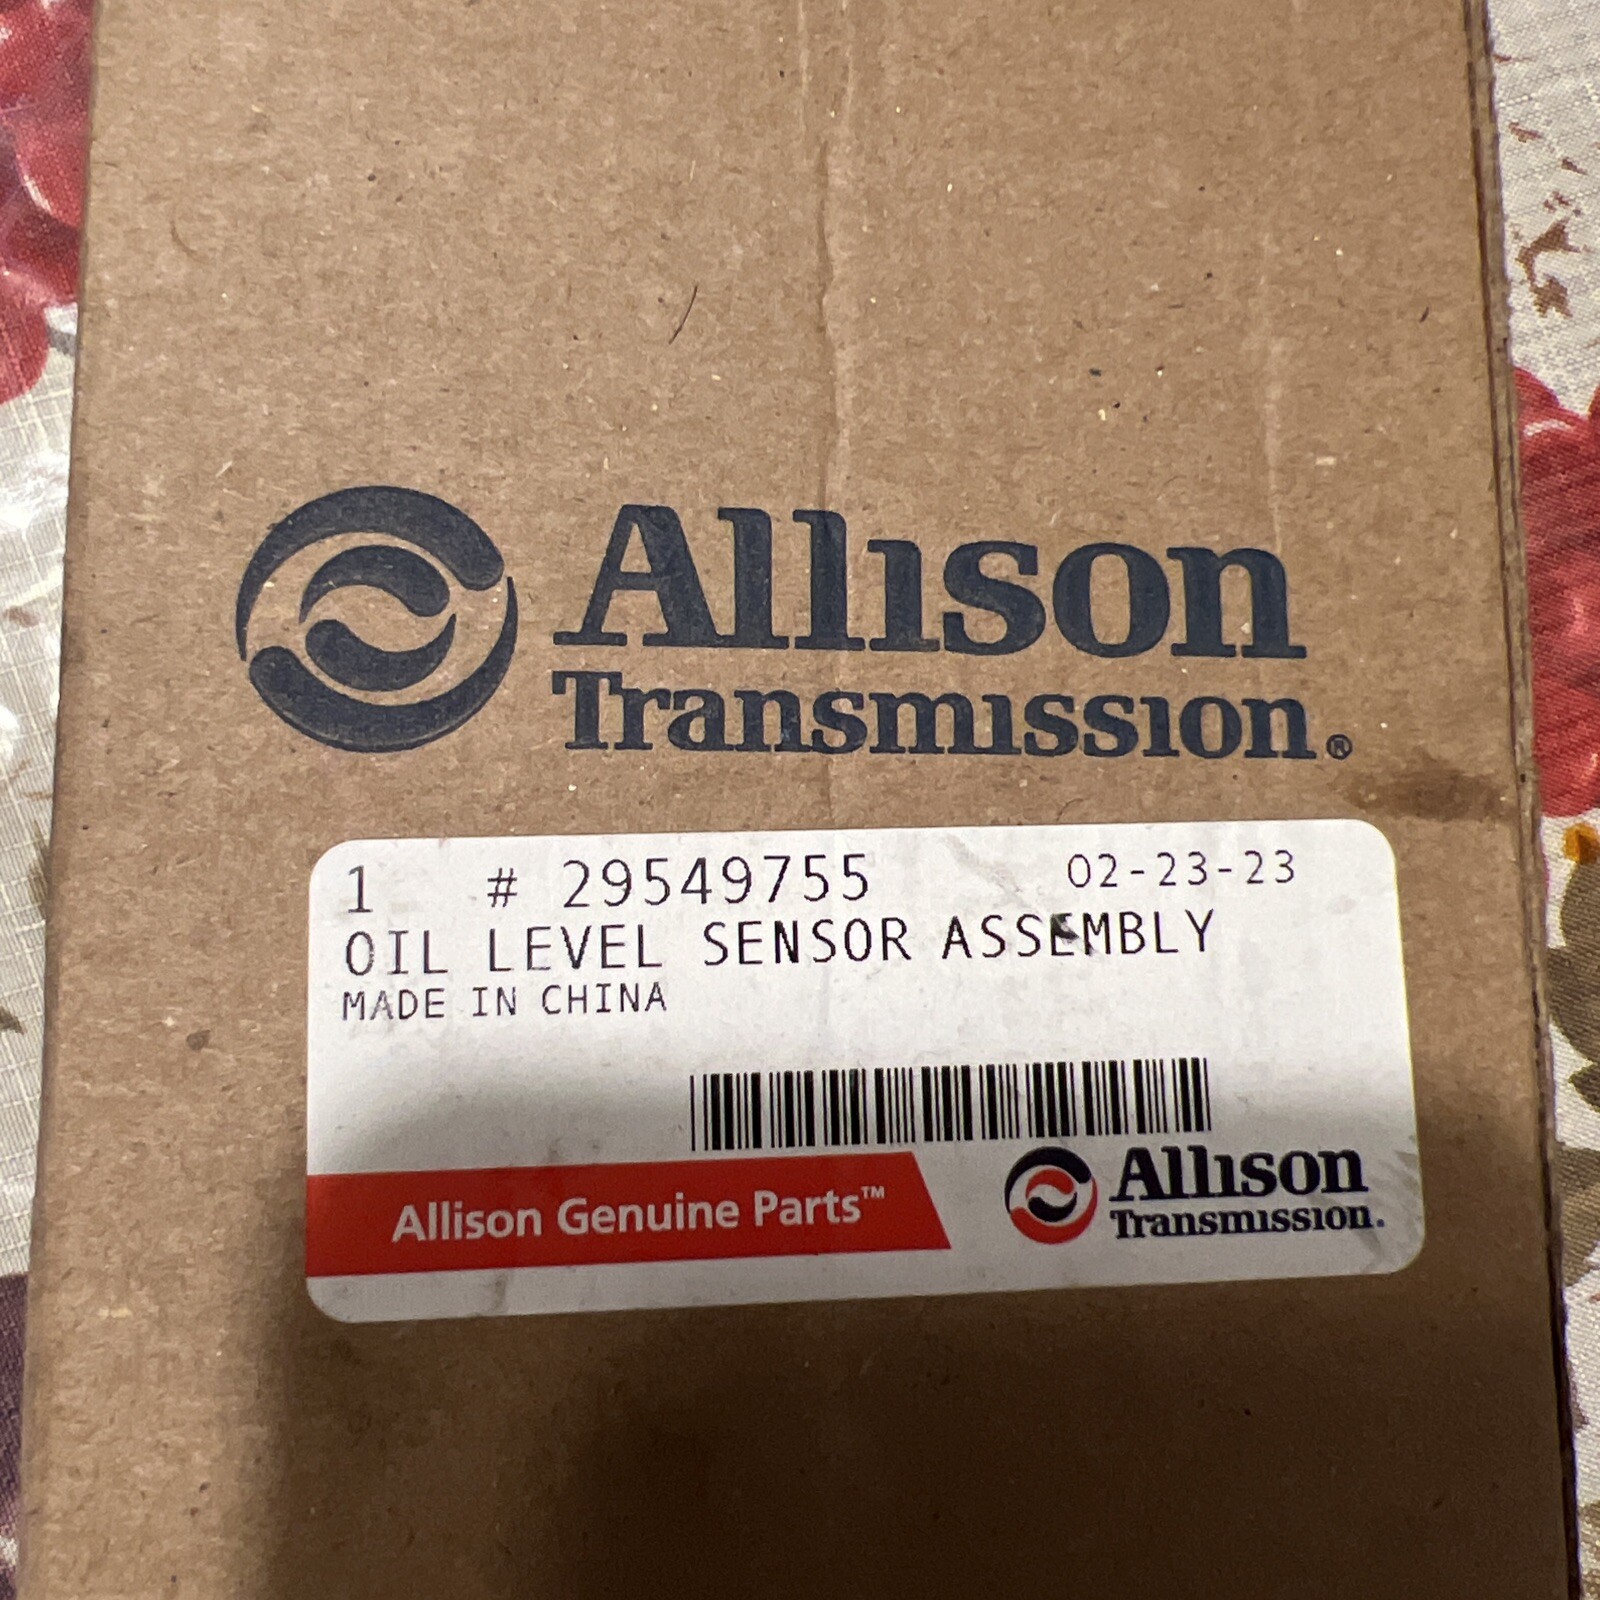 Allison
Transmission®
1 # 29549755 02-23-23
OIL LEVEL SENSOR ASSEMBLY
MADE IN CHINA
Allison Genuine Parts™
Allison
Transmission.